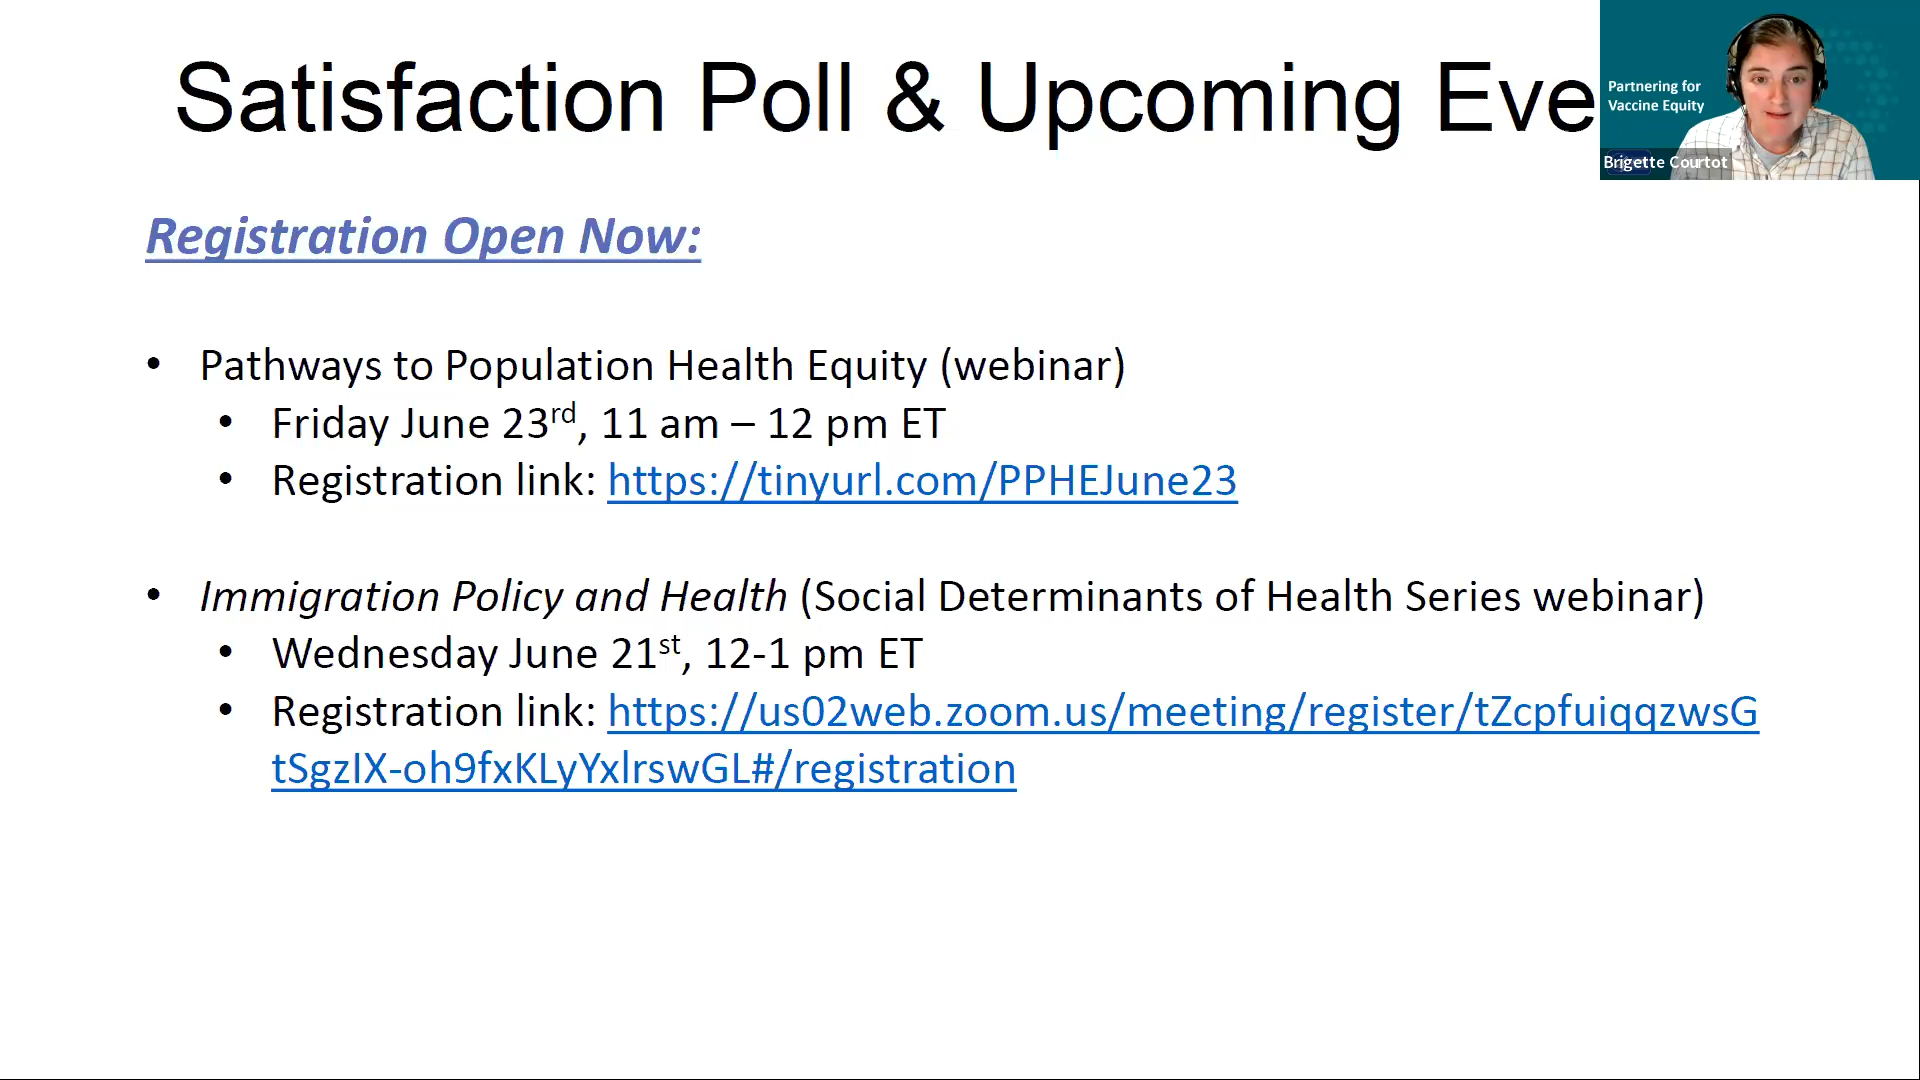 Satisfaction Poll & Upcoming Eve
Partnering for
Vaccine Equity
Brigette Courtot
Registration Open Now:
• Pathways to Population Health Equity (webinar)
• Friday June 23rd, 11 am – 12 pm ET
• Registration link: https://tinyurl.com/PPHEJune23
• Immigration Policy and Health (Social Determinants of Health Series webinar)
• Wednesday June 21st, 12-1 pm ET
• Registration link: https://us02web.zoom.us/meeting/register/tZcpfuiqqzwsG
tSgzIX-oh9fxKLyYxlrswGL#/registration